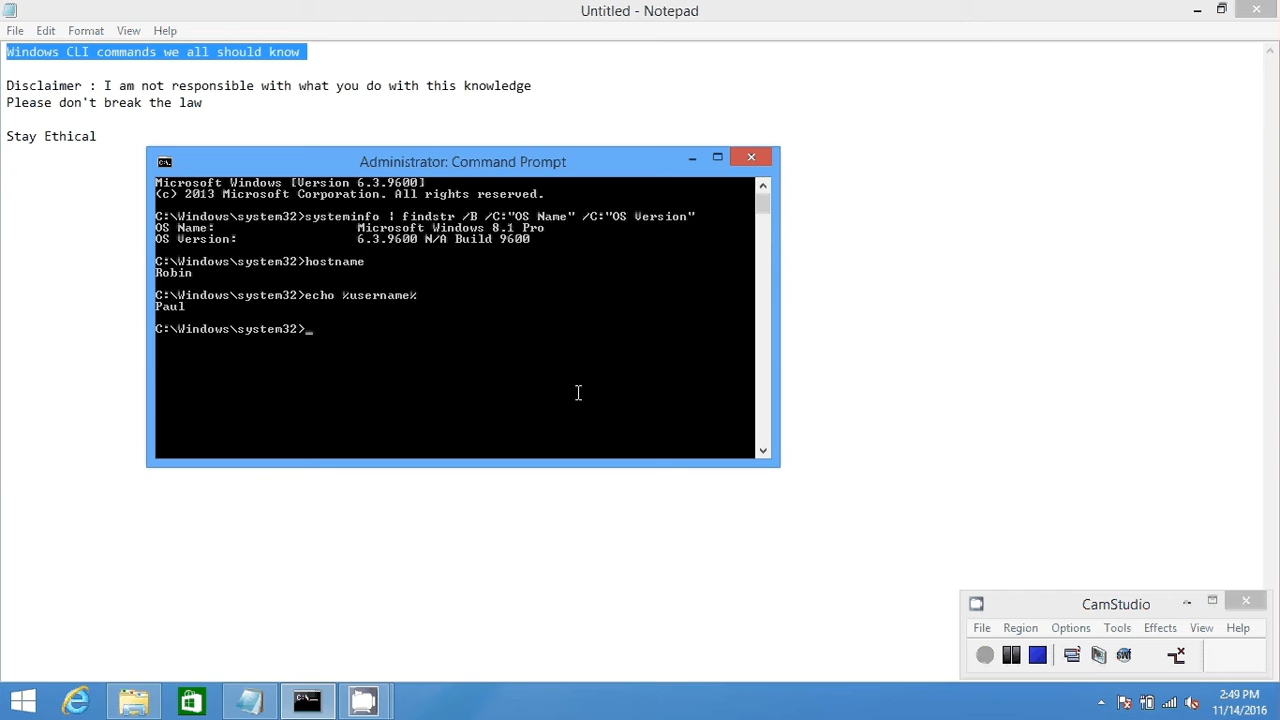 Untitled - Notepad
File Edit Format View Help
Windows CLI commands we all should know
Disclaimer : I am not responsible with what you do with this knowledge
Please don't break the law
Stay Ethical
Administrator: Command Prompt
Microsoft Windows [Version 6.3.9600]
(c) 2013 Microsoft Corporation. All rights reserved.
C:\Windows\system32>systeminfo | findstr /B /C:"OS Name" /C:"OS Version"
OS Name: Microsoft Windows 8.1 Pro
OS Version: 6.3.9600 N/A Build 9600
C:\Windows\system32>hostname
Robin
C:\Windows\system32>echo %username%
Paul
C:\Windows\system32>_
CamStudio
File Region Options Tools Effects View Help
2:49 PM
11/14/2016